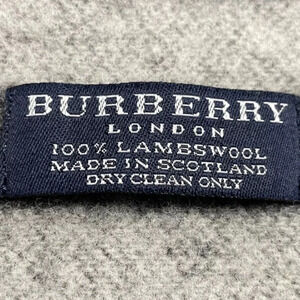 BURBERRY
LONDON
100% LAMBSWOOL
MADE IN SCOTLAND
DRY CLEAN ONLY